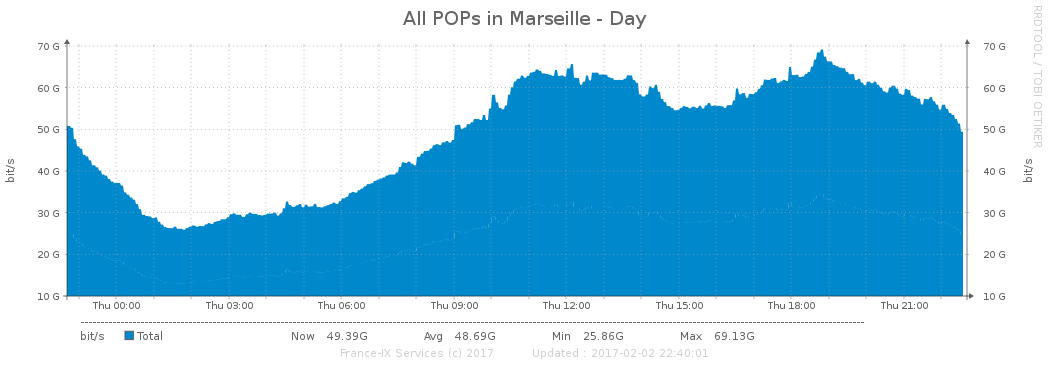 All POPs in Marseille - Day
RRDTOOL / TOBI OETIKER
bit/s
70 G 70 G
60 G 60 G
50 G 50 G
40 G 40 G
30 G 30 G
20 G 20 G
10 G 10 G
bit/s
Thu 00:00 Thu 03:00 Thu 06:00 Thu 09:00 Thu 12:00 Thu 15:00 Thu 18:00 Thu 21:00
bit/s Total Now 49.39G Avg 48.69G Min 25.86G Max 69.13G
France-IX Services (c) 2017 Updated : 2017-02-02 22:40:01